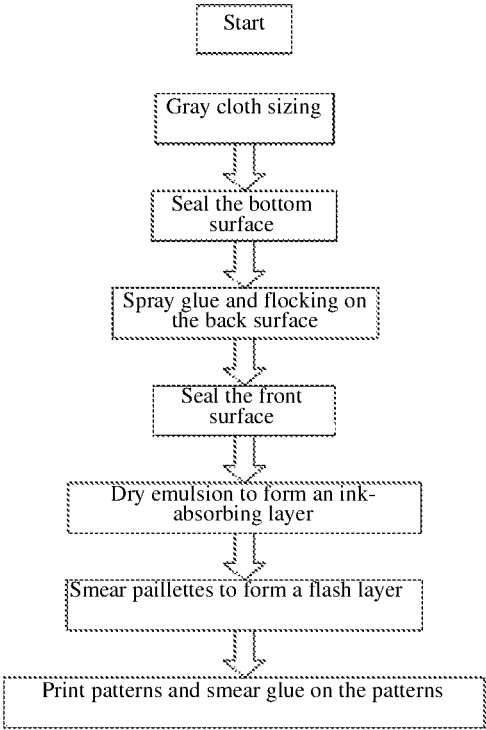 Start
Gray cloth sizing
Seal the bottom
surface
Spray glue and flocking on
the back surface
Seal the front
surface
Dry emulsion to form an ink-
absorbing layer
Smear paillettes to form a flash layer
Print patterns and smear glue on the patterns